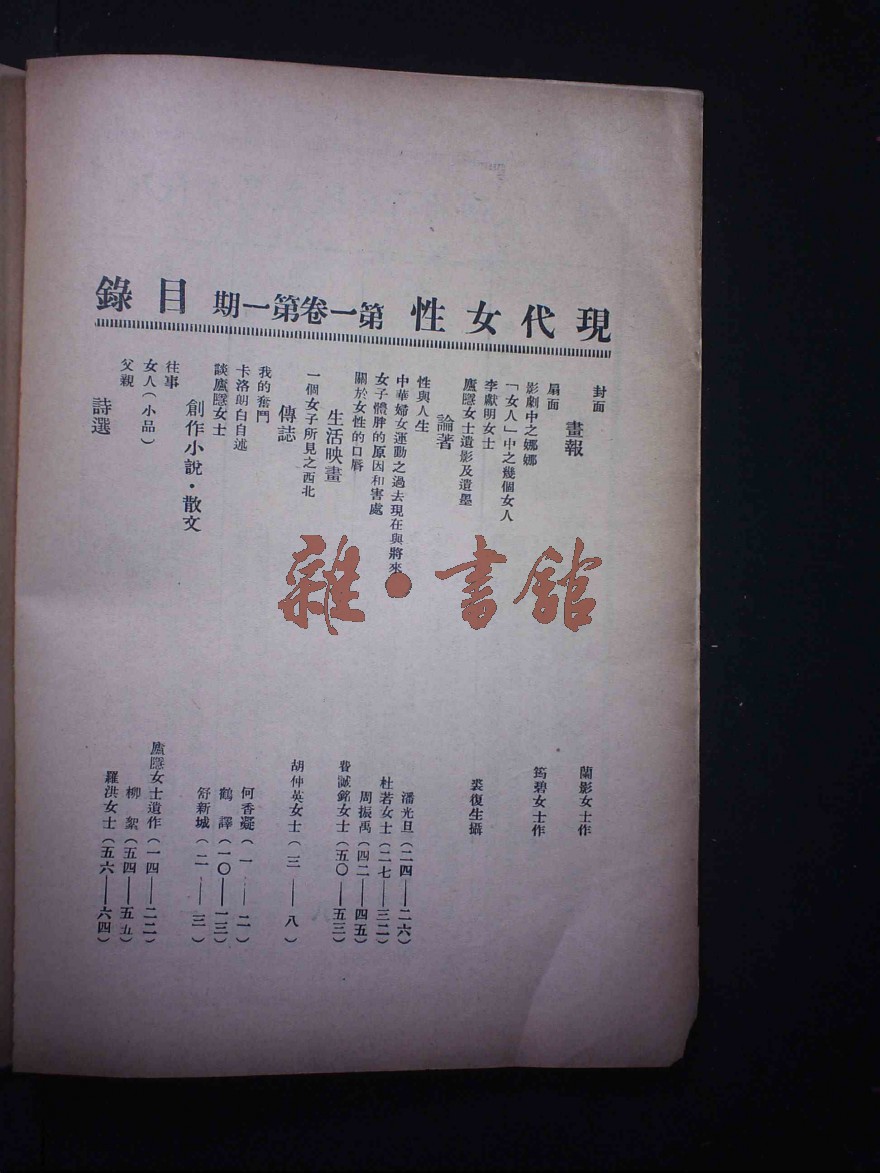 現代女性 第一卷第一期 目錄
封面 蘭影女士作
畫報
扇面 筠碧女士作
影劇中之娜娜
「女人」中之幾個女人
李獻明女士
廬隱女士遺影及遺墨 裘復生攝
論著
性與人生 潘光旦(二四——二六)
中華婦女運動之過去現在與將來 杜若女士(二七——三二)
女子體胖的原因和害處 周振禹(四二——四五)
關於女性的口唇 誠銘女士(五〇——五三)
生活映畫
一個女子所見之西北 胡仲英女士(三——八)
傳誌
我的奮鬥 何香凝(一——二)
卡洛朗白自述 鶴譯(一〇——一三)
談廬隱女士 舒新城(二——三)
創作小說・散文
往事 廬隱女士遺作(一四——二二)
女人(小品) 柳絮(五四——五五)
父親 羅洪女士(五六——六四)
詩選
雜・書館